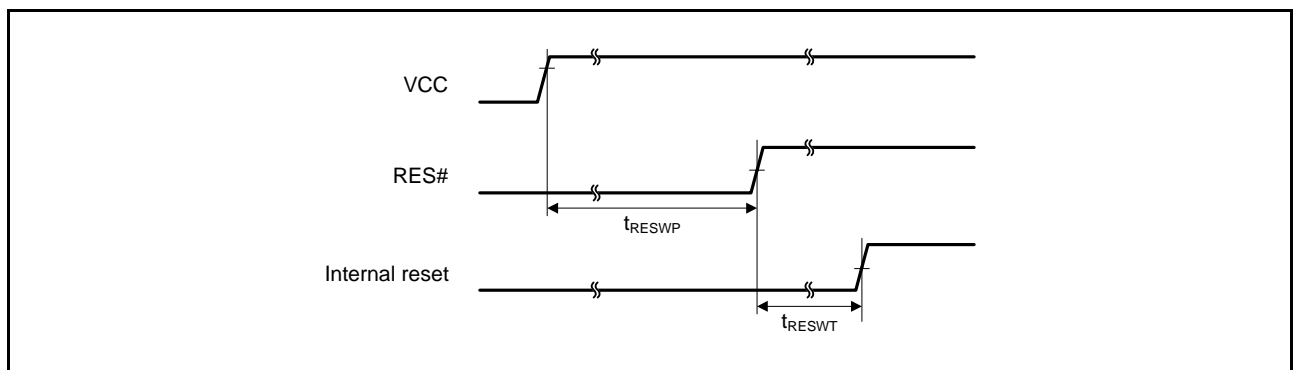 VCC
RES#
tRESWP
Internal reset
tRESWT